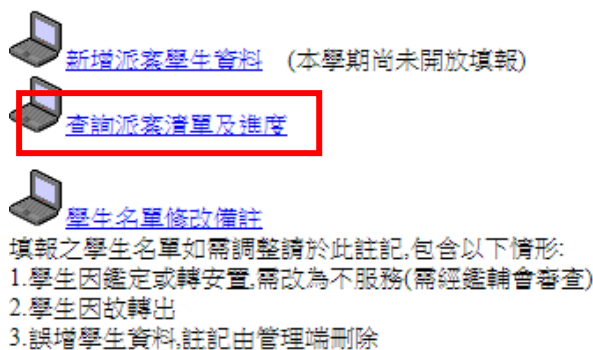 新增派案學生資料 (本學期尚未開放填報)
查詢派案清單及進度
學生名單修改備註
填報之學生名單如需調整請於此註記,包含以下情形:
1.學生因鑑定或轉安置,需改為不服務(需經鑑輔會審查)
2.學生因故轉出
3.誤增學生資料,註記由管理端刪除